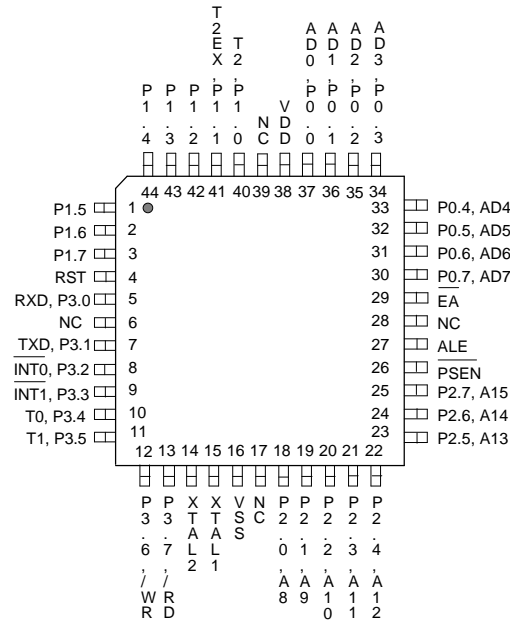 P1.4
P1.3
P1.2
T2EX,P1.1
T2,P1.0
NC
VDD
AD0,P0.0
AD1,P0.1
AD2,P0.2
AD3,P0.3
44 43 42 41 40 39 38 37 36 35 34
P1.5 1
P1.6 2
P1.7 3
RST 4
RXD, P3.0 5
NC 6
TXD, P3.1 7
INT0, P3.2 8
INT1, P3.3 9
T0, P3.4 10
T1, P3.5 11
33 P0.4, AD4
32 P0.5, AD5
31 P0.6, AD6
30 P0.7, AD7
29 EA
28 NC
27 ALE
26 PSEN
25 P2.7, A15
24 P2.6, A14
23 P2.5, A13
12 13 14 15 16 17 18 19 20 21 22
P3.6,/WR
P3.7,/RD
XTAL2
XTAL1
VSS
NC
P2.0,A8
P2.1,A9
P2.2,A10
P2.3,A11
P2.4,A12